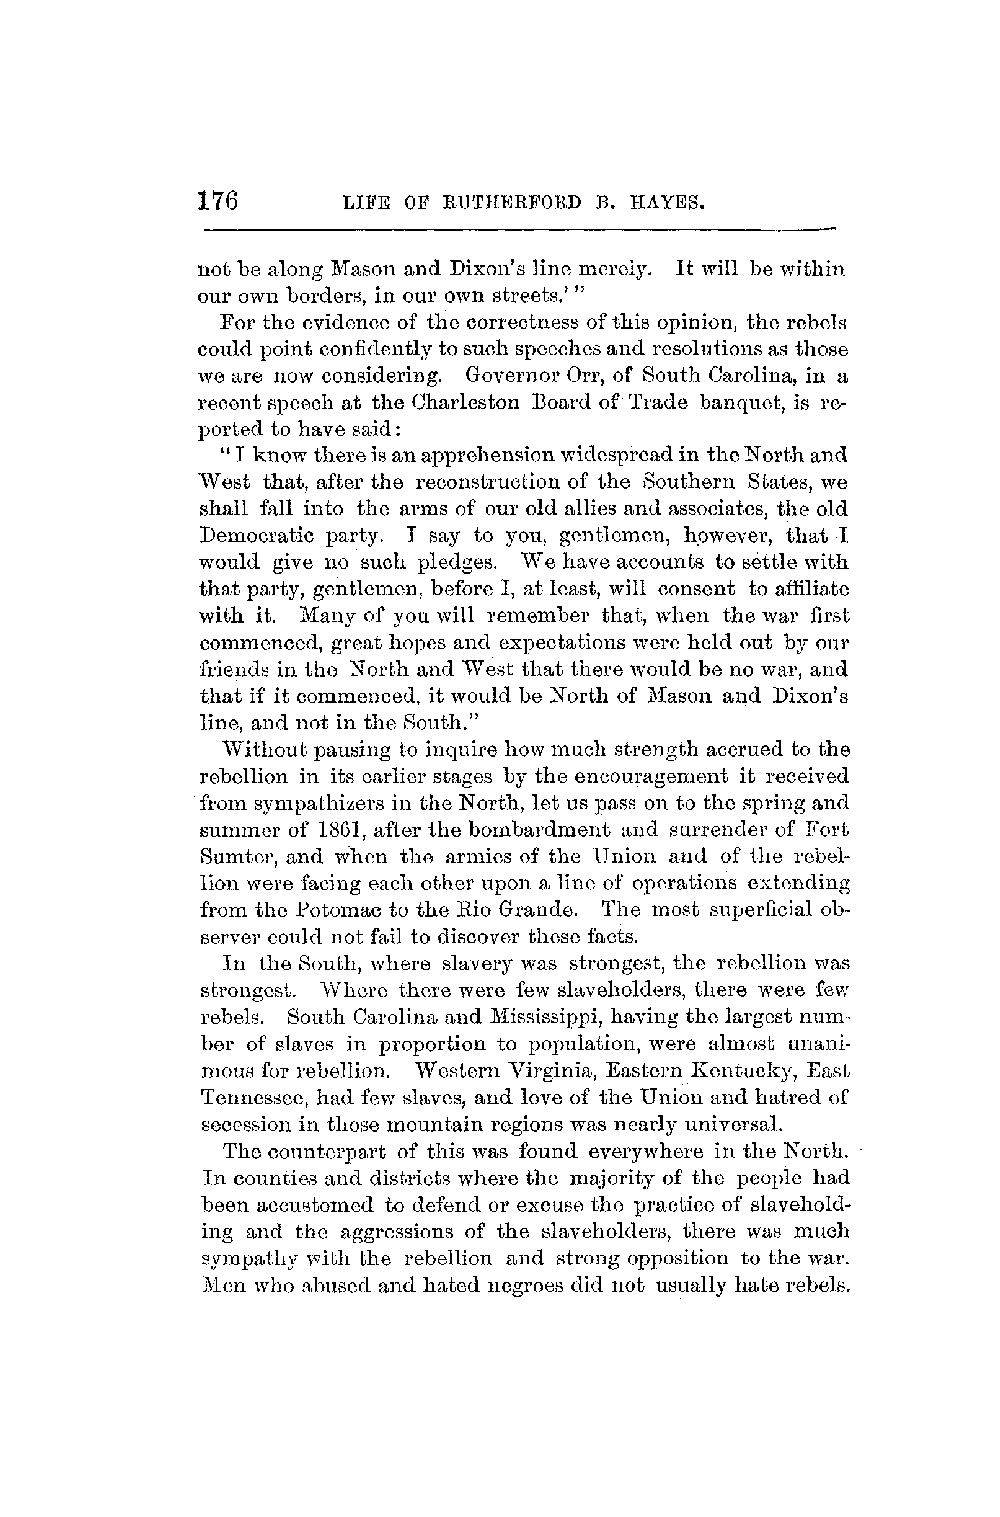 176 LIFE OF RUTHERFORD B. HAYES.
not be along Mason and Dixon's line merely. It will be within
our own borders, in our own streets.' "
For the evidence of the correctness of this opinion, the rebels
could point confidently to such speeches and resolutions as those
we are now considering. Governor Orr, of South Carolina, in a
recent speech at the Charleston Board of Trade banquet, is re-
ported to have said:
"I know there is an apprehension widespread in the North and
West that, after the reconstruction of the Southern States, we
shall fall into the arms of our old allies and associates, the old
Democratic party. I say to you, gentlemen, however, that I
would give no such pledges. We have accounts to settle with
that party, gentlemen, before I, at least, will consent to affiliate
with it. Many of you will remember that, when the war first
commenced, great hopes and expectations were held out by our
friends in the North and West that there would be no war, and
that if it commenced, it would be North of Mason and Dixon's
line, and not in the South."
Without pausing to inquire how much strength accrued to the
rebellion in its earlier stages by the encouragement it received
from sympathizers in the North, let us pass on to the spring and
summer of 1861, after the bombardment and surrender of Fort
Sumter, and when the armies of the Union and of the rebel-
lion were facing each other upon a line of operations extending
from the Potomac to the Rio Grande. The most superficial ob-
server could not fail to discover these facts.
In the South, where slavery was strongest, the rebellion was
strongest. Where there were few slaveholders, there were few
rebels. South Carolina and Mississippi, having the largest num-
ber of slaves in proportion to population, were almost unani-
mous for rebellion. Western Virginia, Eastern Kentucky, East
Tennessee, had few slaves, and love of the Union and hatred of
secession in those mountain regions was nearly universal.
The counterpart of this was found everywhere in the North.
In counties and districts where the majority of the people had
been accustomed to defend or excuse the practice of slavehold-
ing and the aggressions of the slaveholders, there was much
sympathy with the rebellion and strong opposition to the war.
Men who abused and hated negroes did not usually hate rebels.